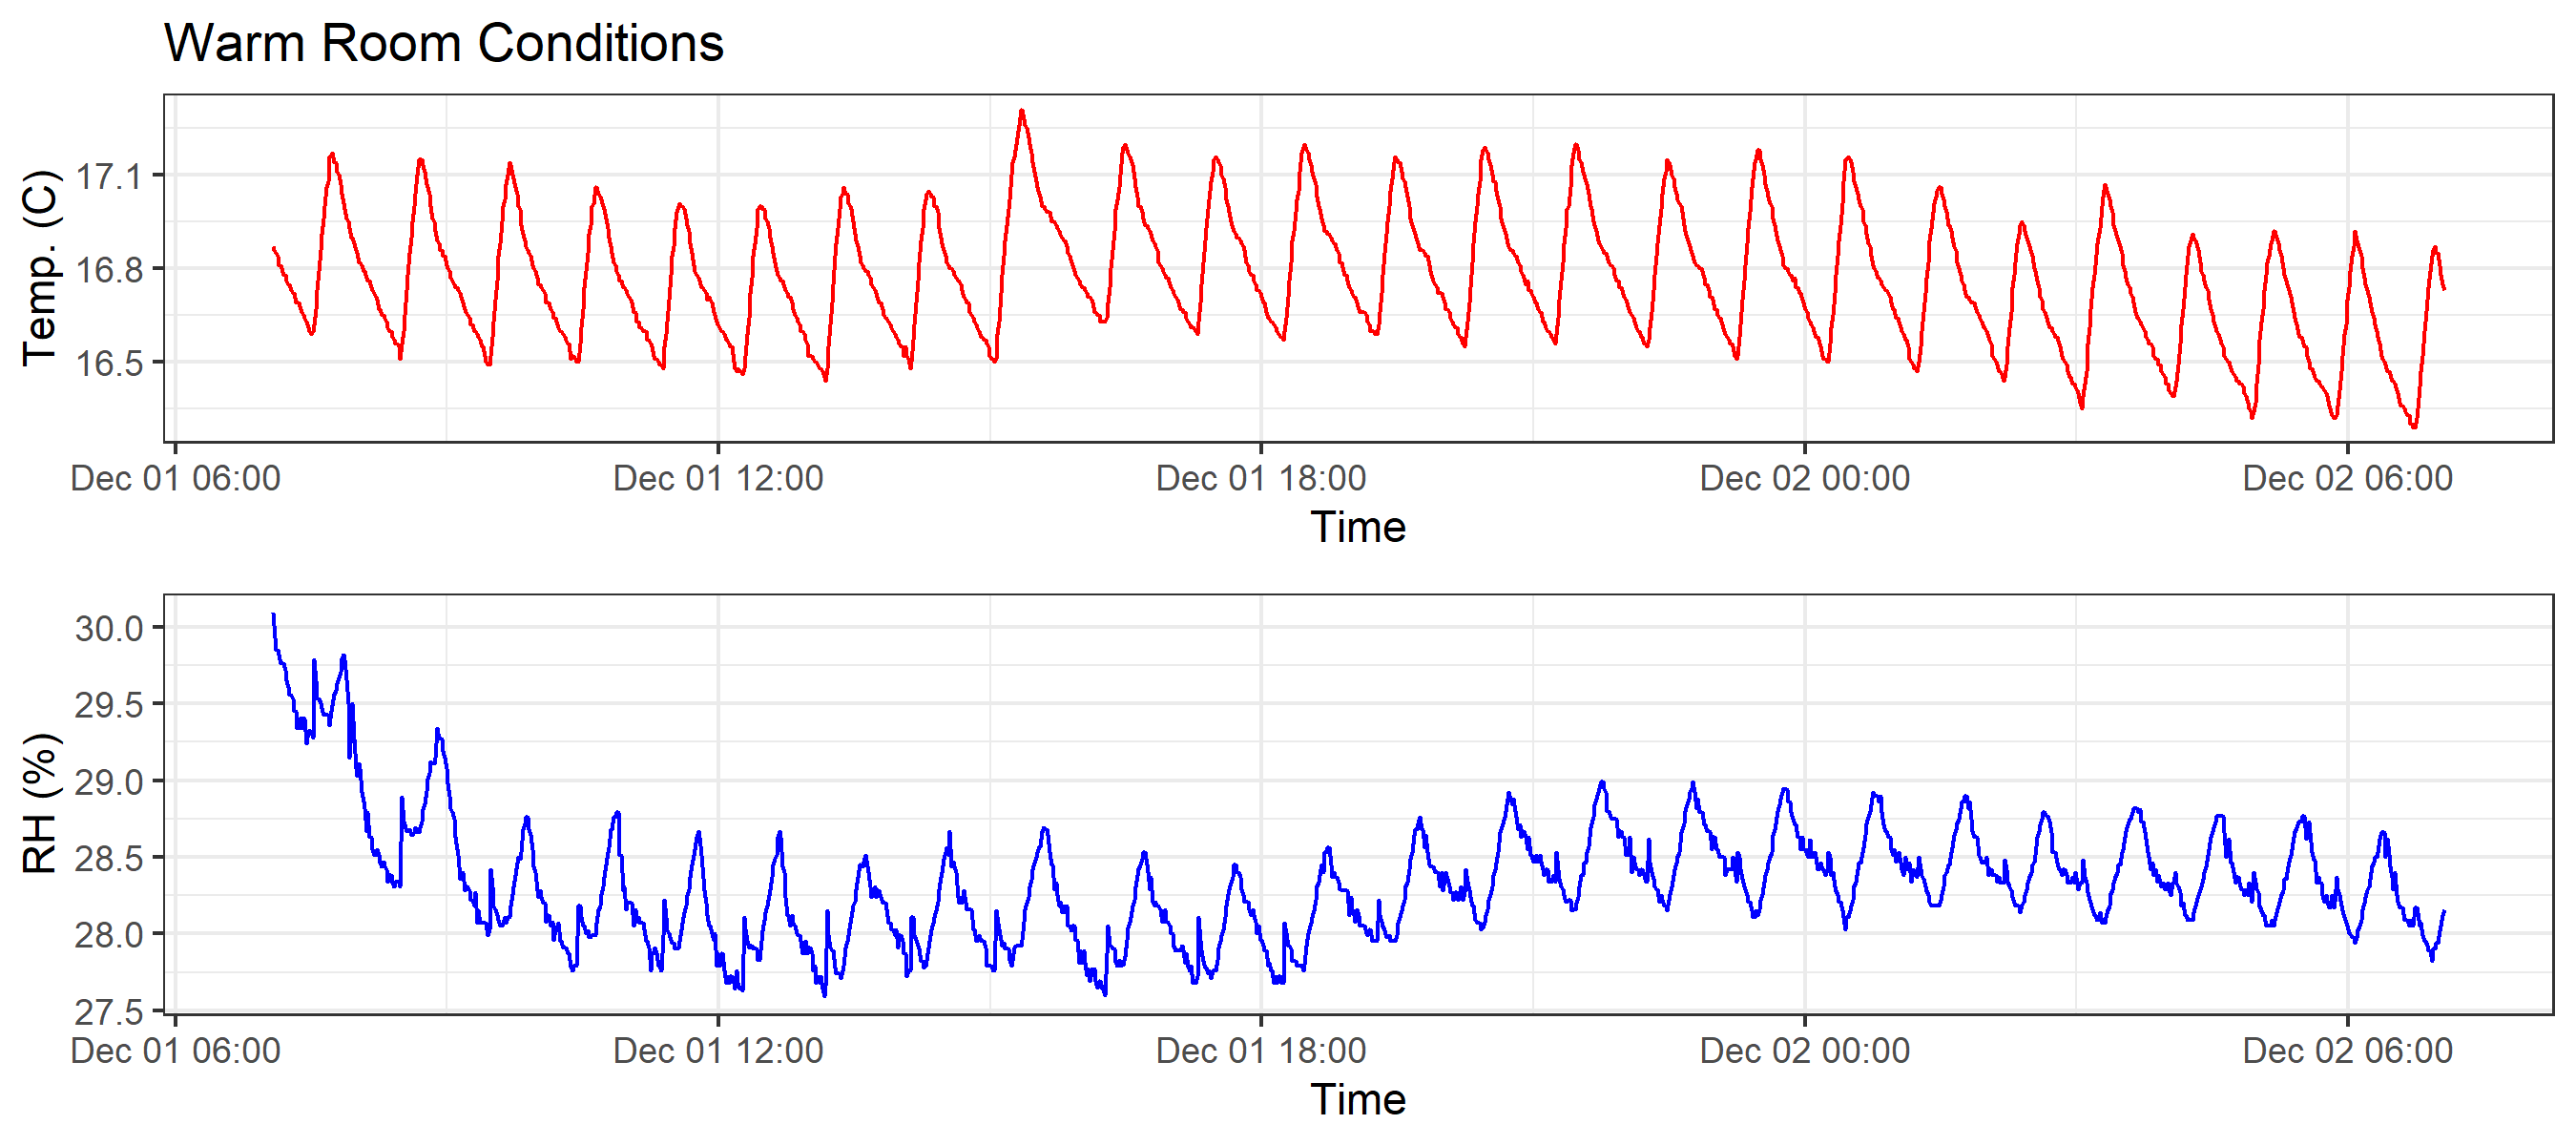 Warm Room Conditions
Temp. (C)
17.1
16.8
16.5
Dec 01 06:00 Dec 01 12:00 Dec 01 18:00 Dec 02 00:00 Dec 02 06:00
Time
RH (%)
30.0
29.5
29.0
28.5
28.0
27.5
Dec 01 06:00 Dec 01 12:00 Dec 01 18:00 Dec 02 00:00 Dec 02 06:00
Time